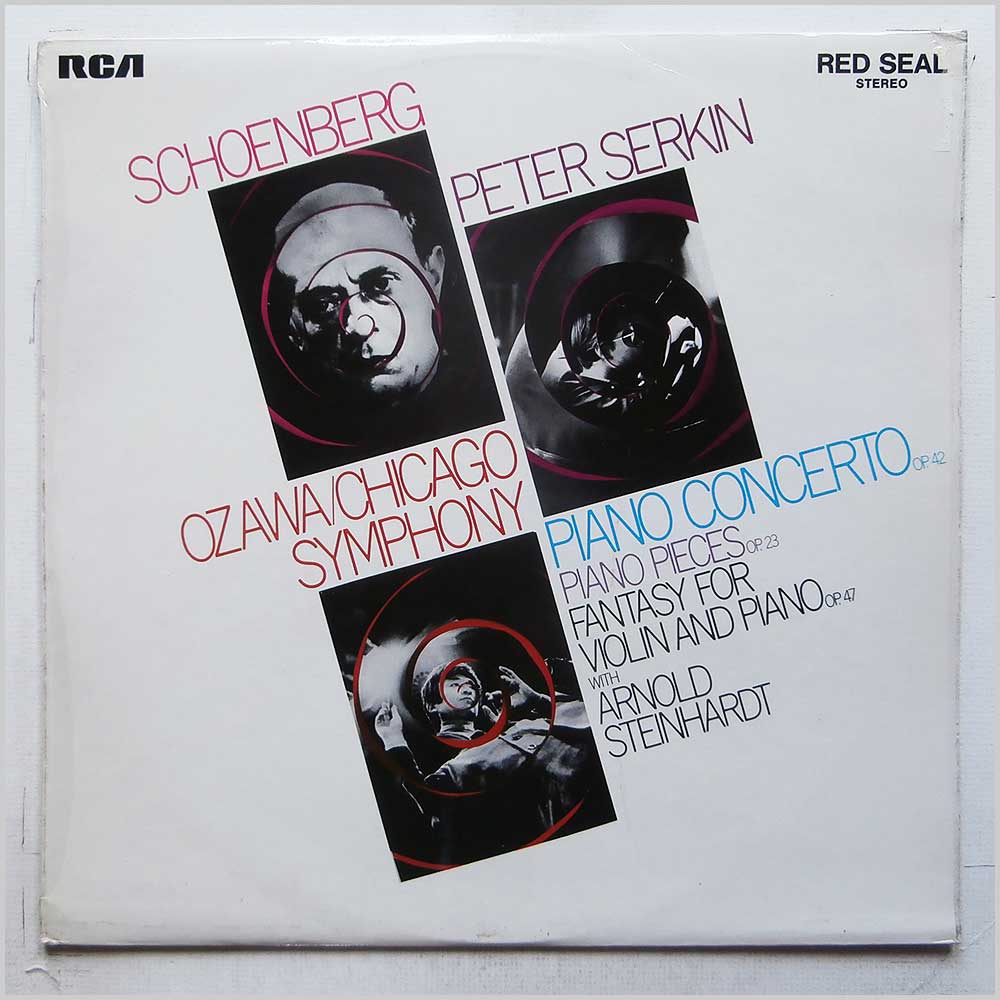 RCA
RED SEAL
STEREO
SCHOENBERG
PETER SERKIN
OZAWA/CHICAGO
SYMPHONY
PIANO CONCERTO OP. 42
PIANO PIECES OP. 23
FANTASY FOR
VIOLIN AND PIANO OP. 47
WITH
ARNOLD
STEINHARDT